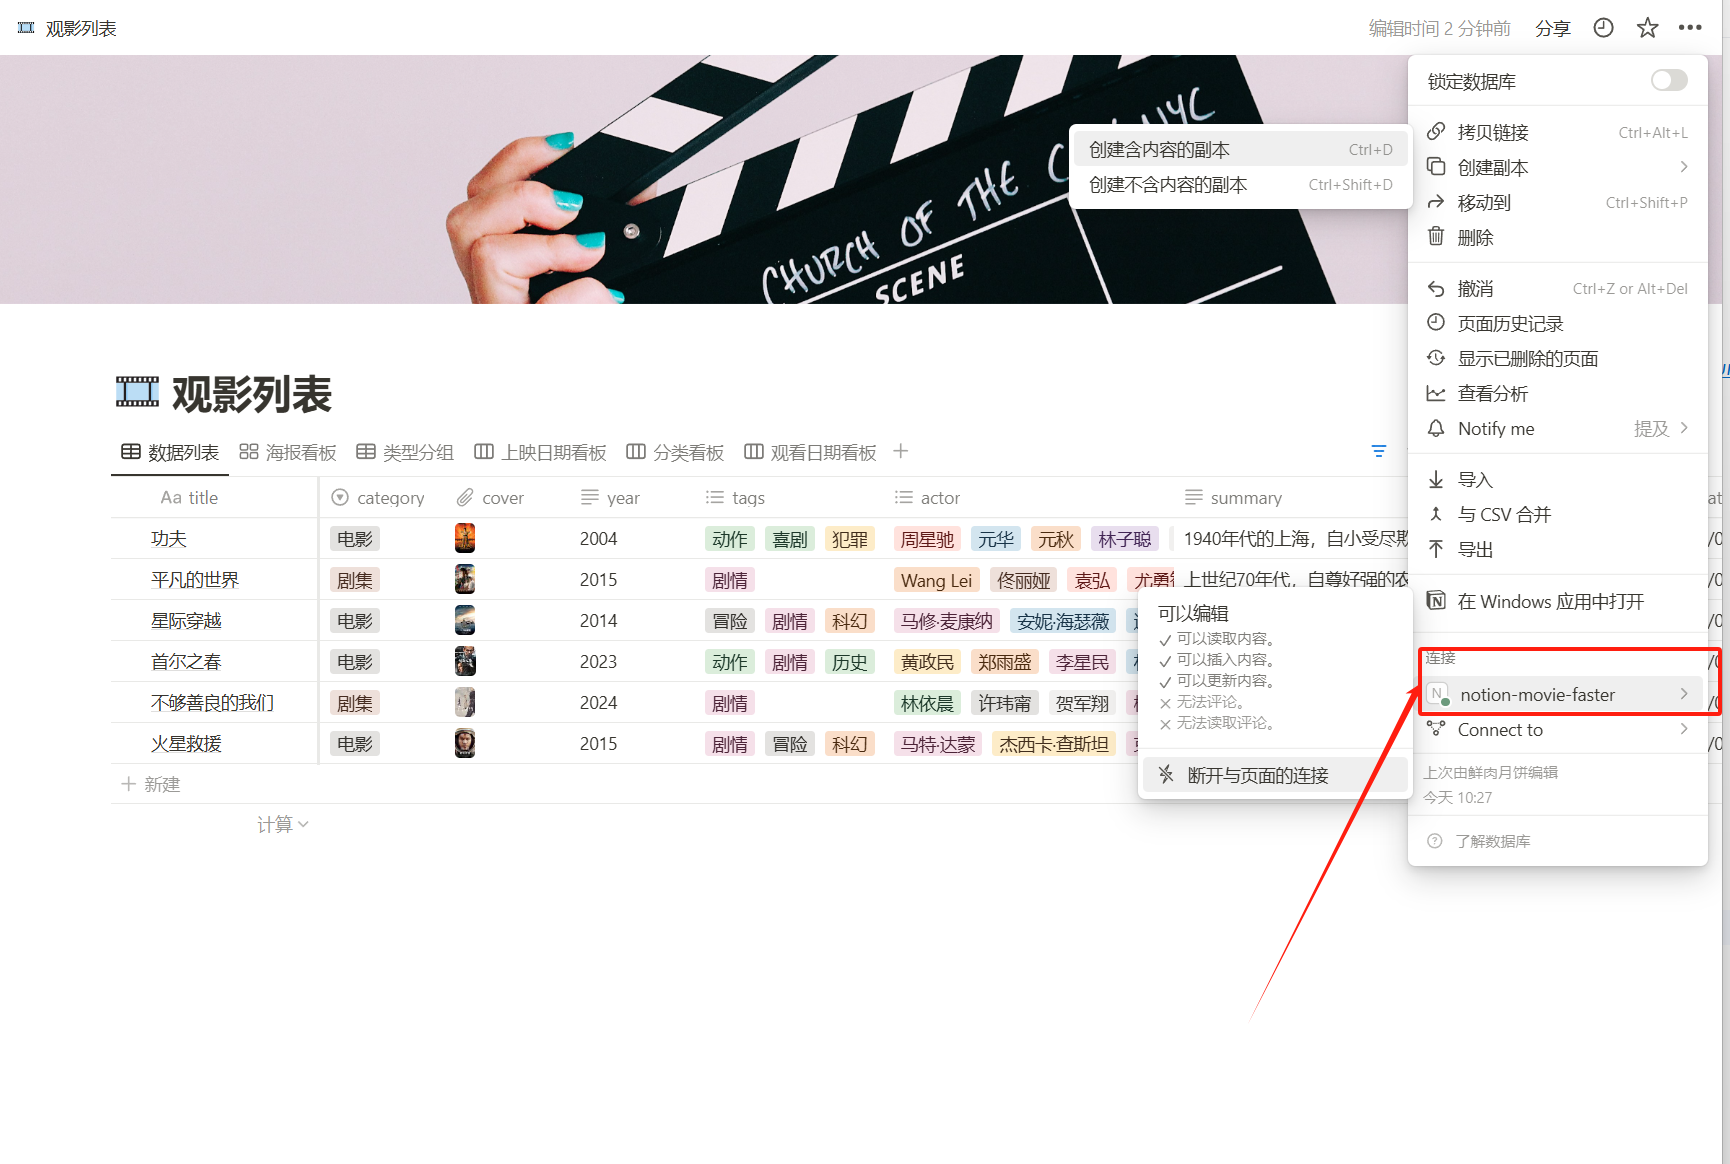 观影列表
编辑时间 2 分钟前
分享
锁定数据库
拷贝链接 Ctrl+Alt+L
创建副本
移动到 Ctrl+Shift+P
删除
创建含内容的副本 Ctrl+D
创建不含内容的副本 Ctrl+Shift+D
撤消 Ctrl+Z or Alt+Del
页面历史记录
显示已删除的页面
查看分析
Notify me 提及
导入
与 CSV 合并
导出
在 Windows 应用中打开
连接
notion-movie-faster
Connect to
上次由鲜肉月饼编辑
今天 10:27
了解数据库
CHURCH OF THE C NYC
SCENE
观影列表
数据列表 海报看板 类型分组 上映日期看板 分类看板 观看日期看板
Aa title category cover year tags actor summary
功夫 电影 2004 动作 喜剧 犯罪 周星驰 元华 元秋 林子聪 1940年代的上海，自小受尽
平凡的世界 剧集 2015 剧情 Wang Lei 佟丽娅 袁弘 尤勇 上世纪70年代，自尊好强的农
星际穿越 电影 2014 冒险 剧情 科幻 马修·麦康纳 安妮·海瑟薇
首尔之春 电影 2023 动作 剧情 历史 黄政民 郑雨盛 李星民
不够善良的我们 剧集 2024 剧情 林依晨 许玮甯 贺军翔
火星救援 电影 2015 剧情 冒险 科幻 马特·达蒙 杰西卡·查斯坦
新建
计算
可以编辑
可以读取内容。
可以插入内容。
可以更新内容。
无法评论。
无法读取评论。
断开与页面的连接